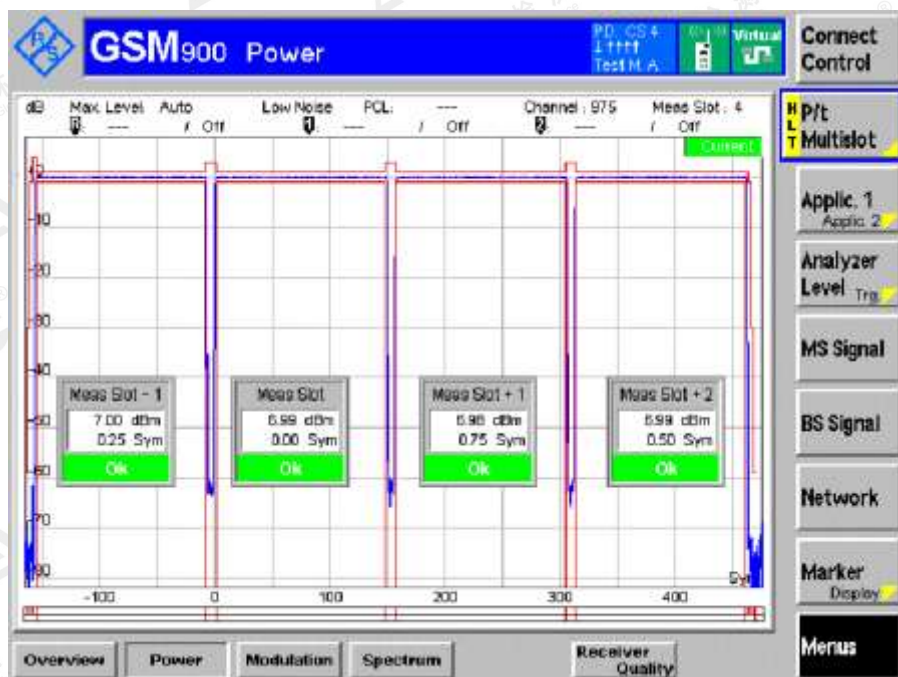 R&S
GSM900 Power
PD: CS 4
Test M. A
Virtual
Connect Control
dB Max. Level Auto Low Noise PCL: --- Channel : 975 Meas Slot : 4
0 --- / Off 1 --- / Off 2 --- / Off
Current
H L T
P/t Multislot
Applic. 1
Applic. 2
Analyzer Level
Trg.
MS Signal
BS Signal
Network
Marker
Display
Menus
-10
-20
-30
-40
-50
-60
-70
-80
Meas Slot - 1
7.00 dBm
0.25 Sym
Ok
Meas Slot
6.99 dBm
0.00 Sym
Ok
Meas Slot + 1
6.98 dBm
0.75 Sym
Ok
Meas Slot + 2
6.99 dBm
0.50 Sym
Ok
Sym
-100 0 100 200 300 400
Overview Power Modulation Spectrum Receiver Quality